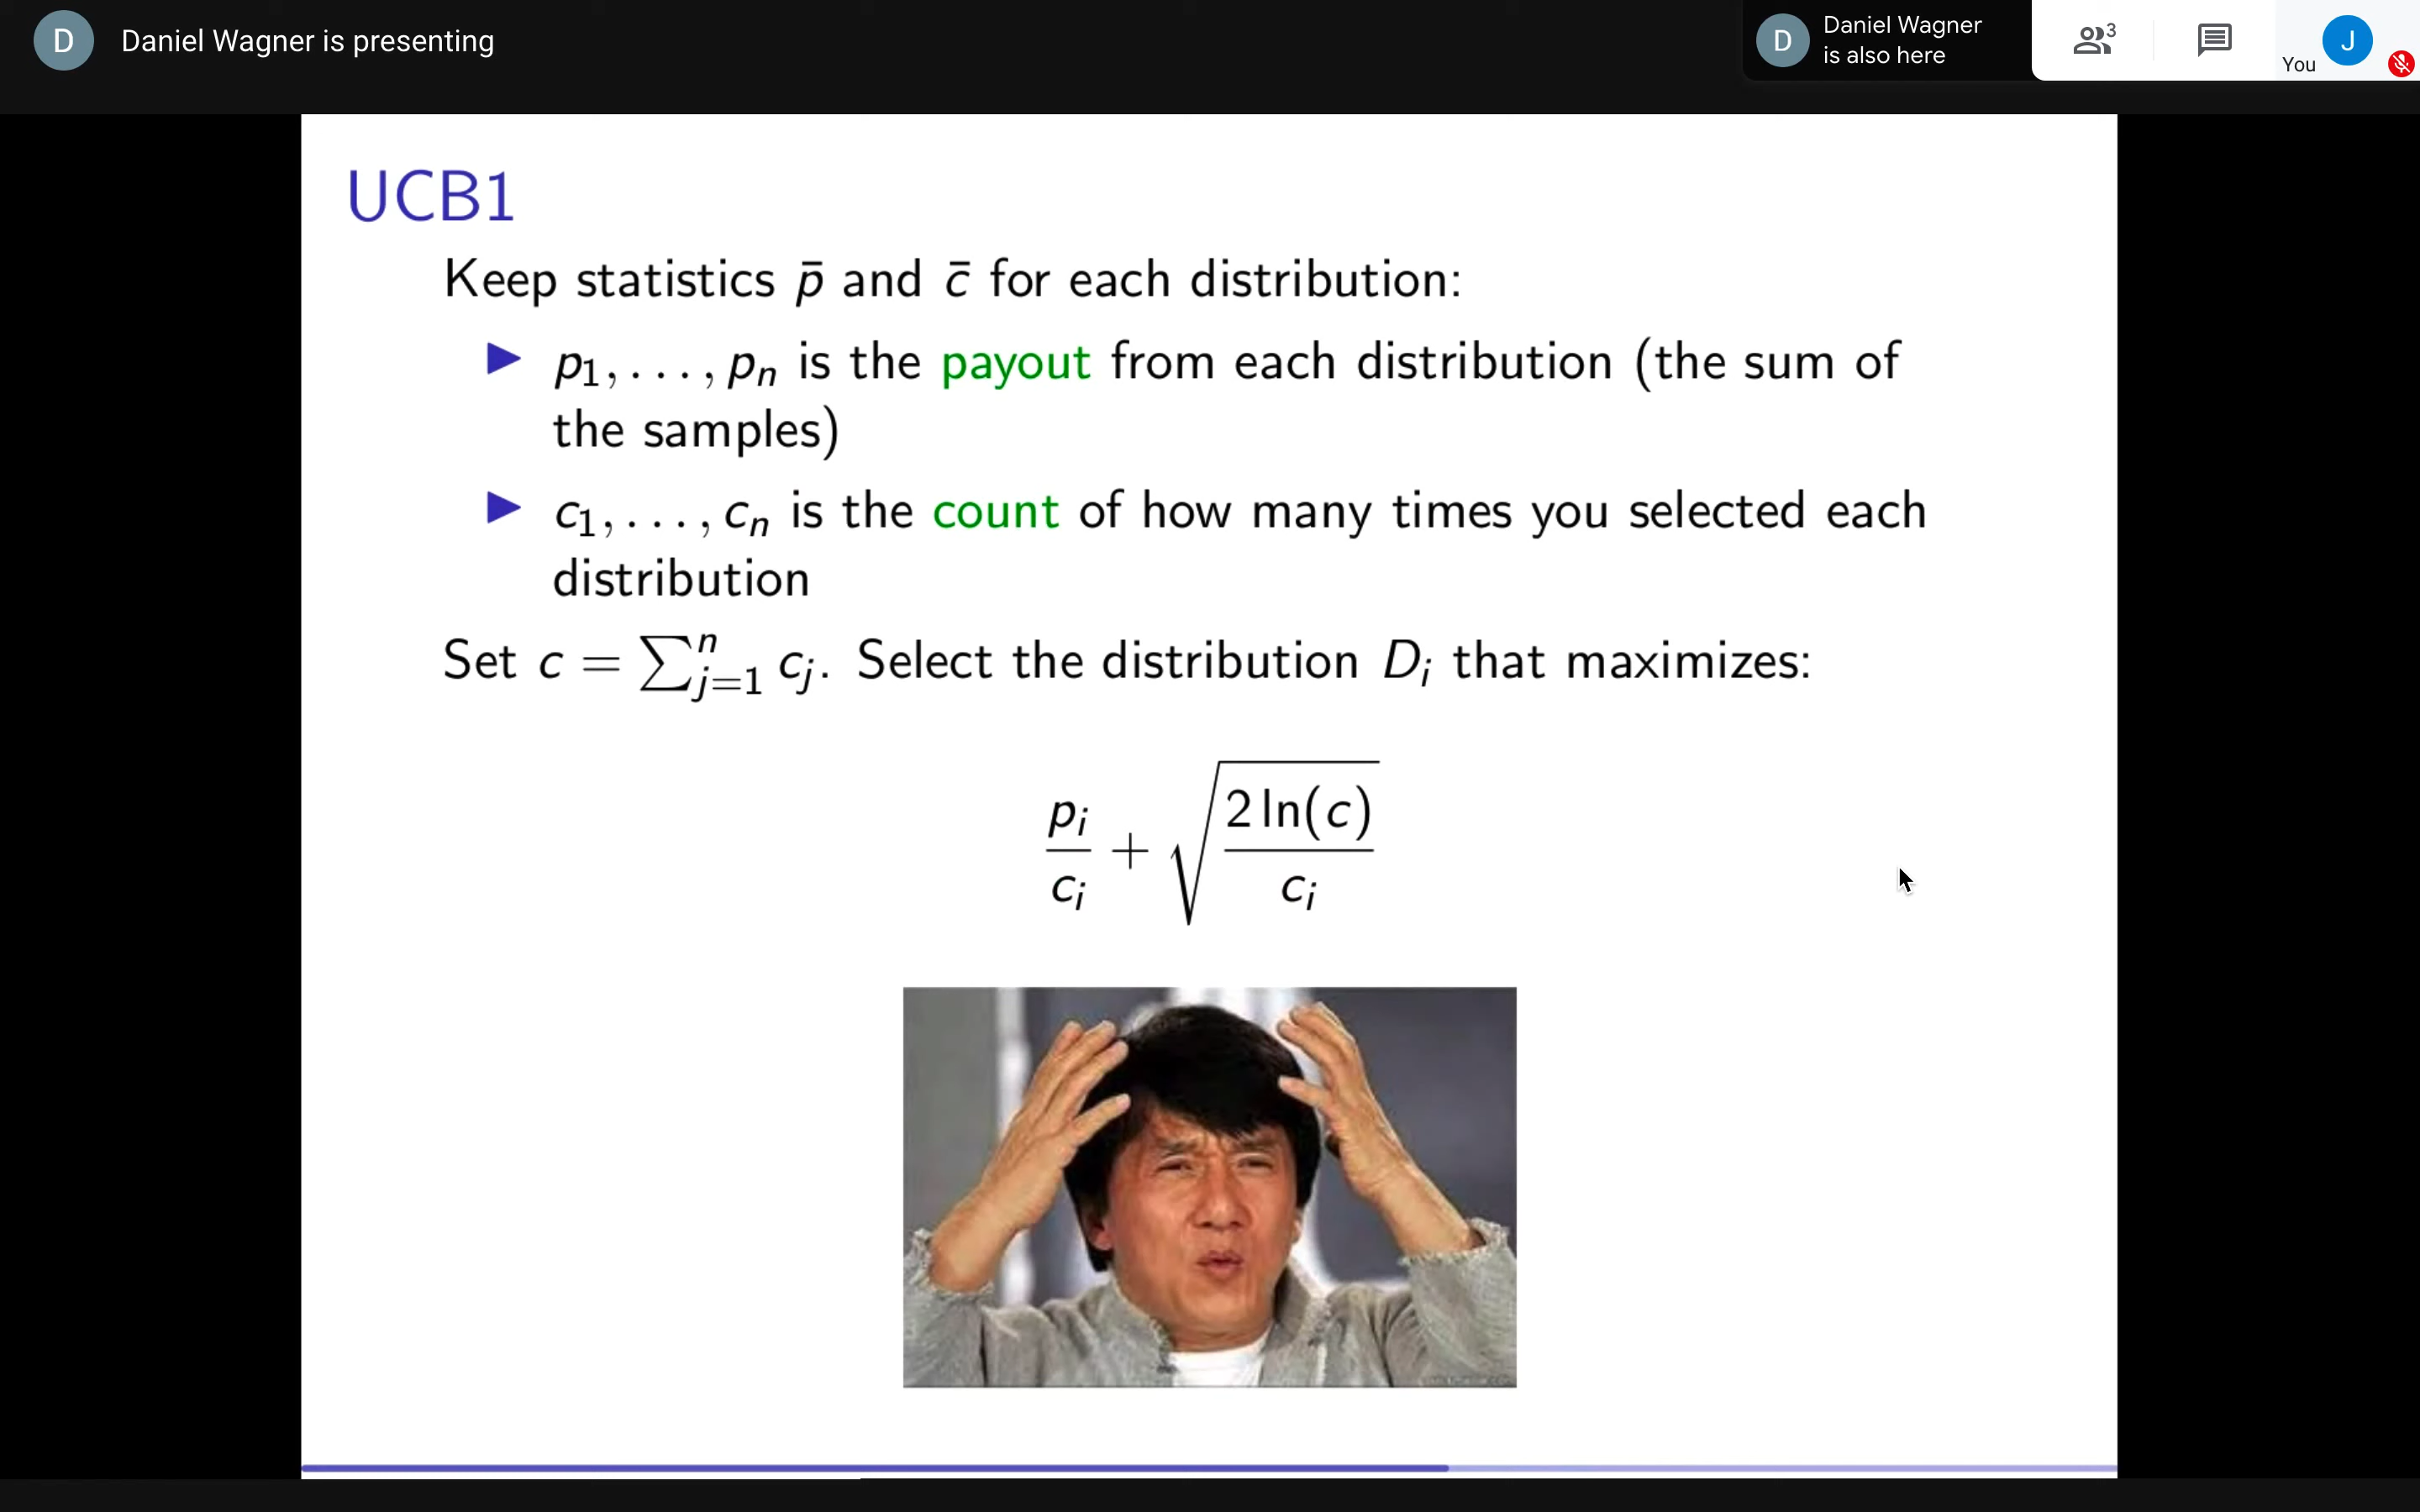 D Daniel Wagner is presenting
D Daniel Wagner
is also here
3
You J
UCB1
Keep statistics p̄ and c̄ for each distribution:
▶ p₁, . . . , pₙ is the payout from each distribution (the sum of
the samples)
▶ c₁, . . . , cₙ is the count of how many times you selected each
distribution
Set c = ∑ⁿⱼ₌₁ cⱼ. Select the distribution Dᵢ that maximizes:
pᵢ/cᵢ + √(2 ln(c)/cᵢ)